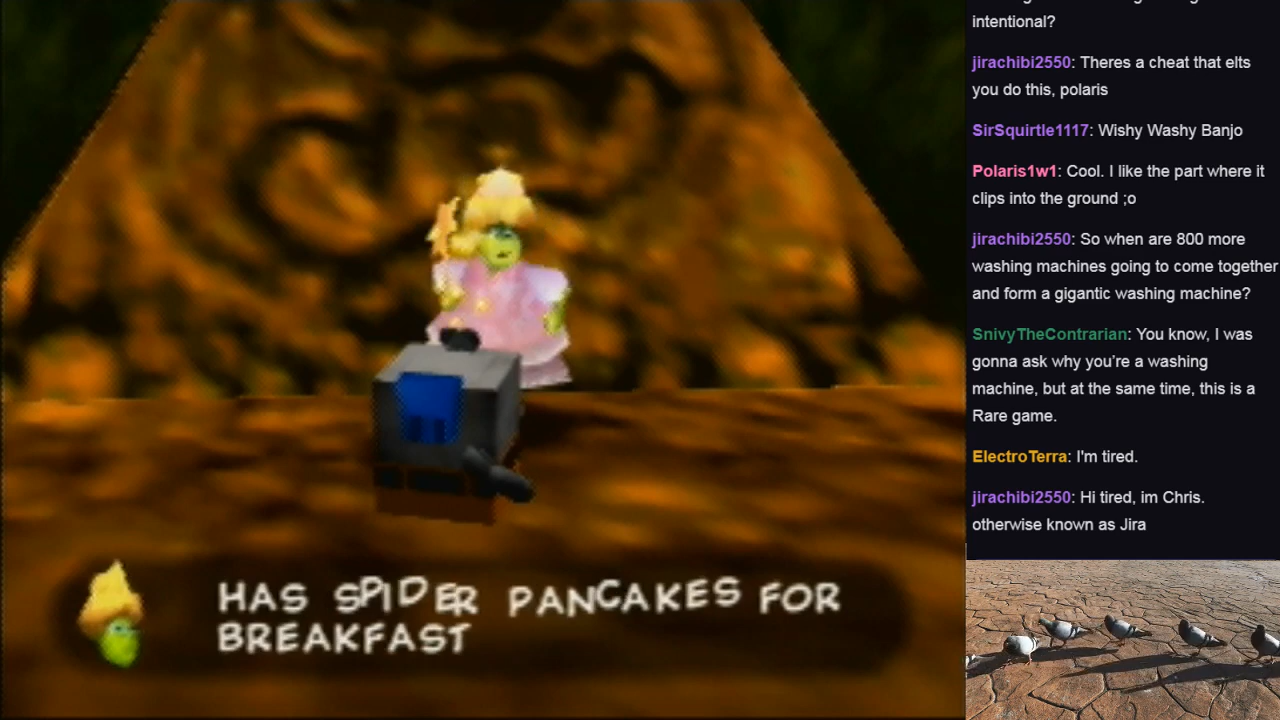 HAS SPIDER PANCAKES FOR
BREAKFAST
intentional?
jirachibi2550: Theres a cheat that elts
you do this, polaris
SirSquirtle1117: Wishy Washy Banjo
Polaris1w1: Cool. I like the part where it
clips into the ground ;o
jirachibi2550: So when are 800 more
washing machines going to come together
and form a gigantic washing machine?
SnivyTheContrarian: You know, I was
gonna ask why you're a washing
machine, but at the same time, this is a
Rare game.
ElectroTerra: I'm tired.
jirachibi2550: Hi tired, im Chris.
otherwise known as Jira